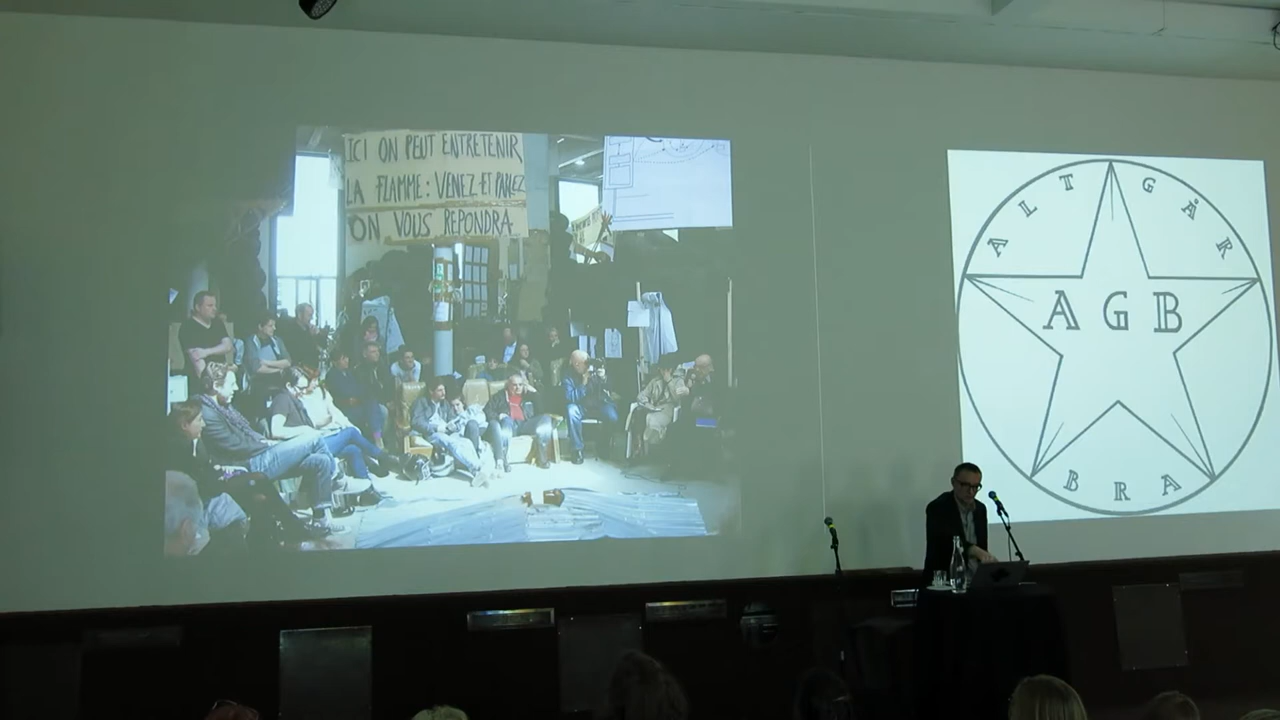 ICI ON PEUT ENTRETENIR
LA FLAMME : VENEZ ET PARLEZ
ON VOUS REPONDRA
ALT GÅR
AGB
BRA